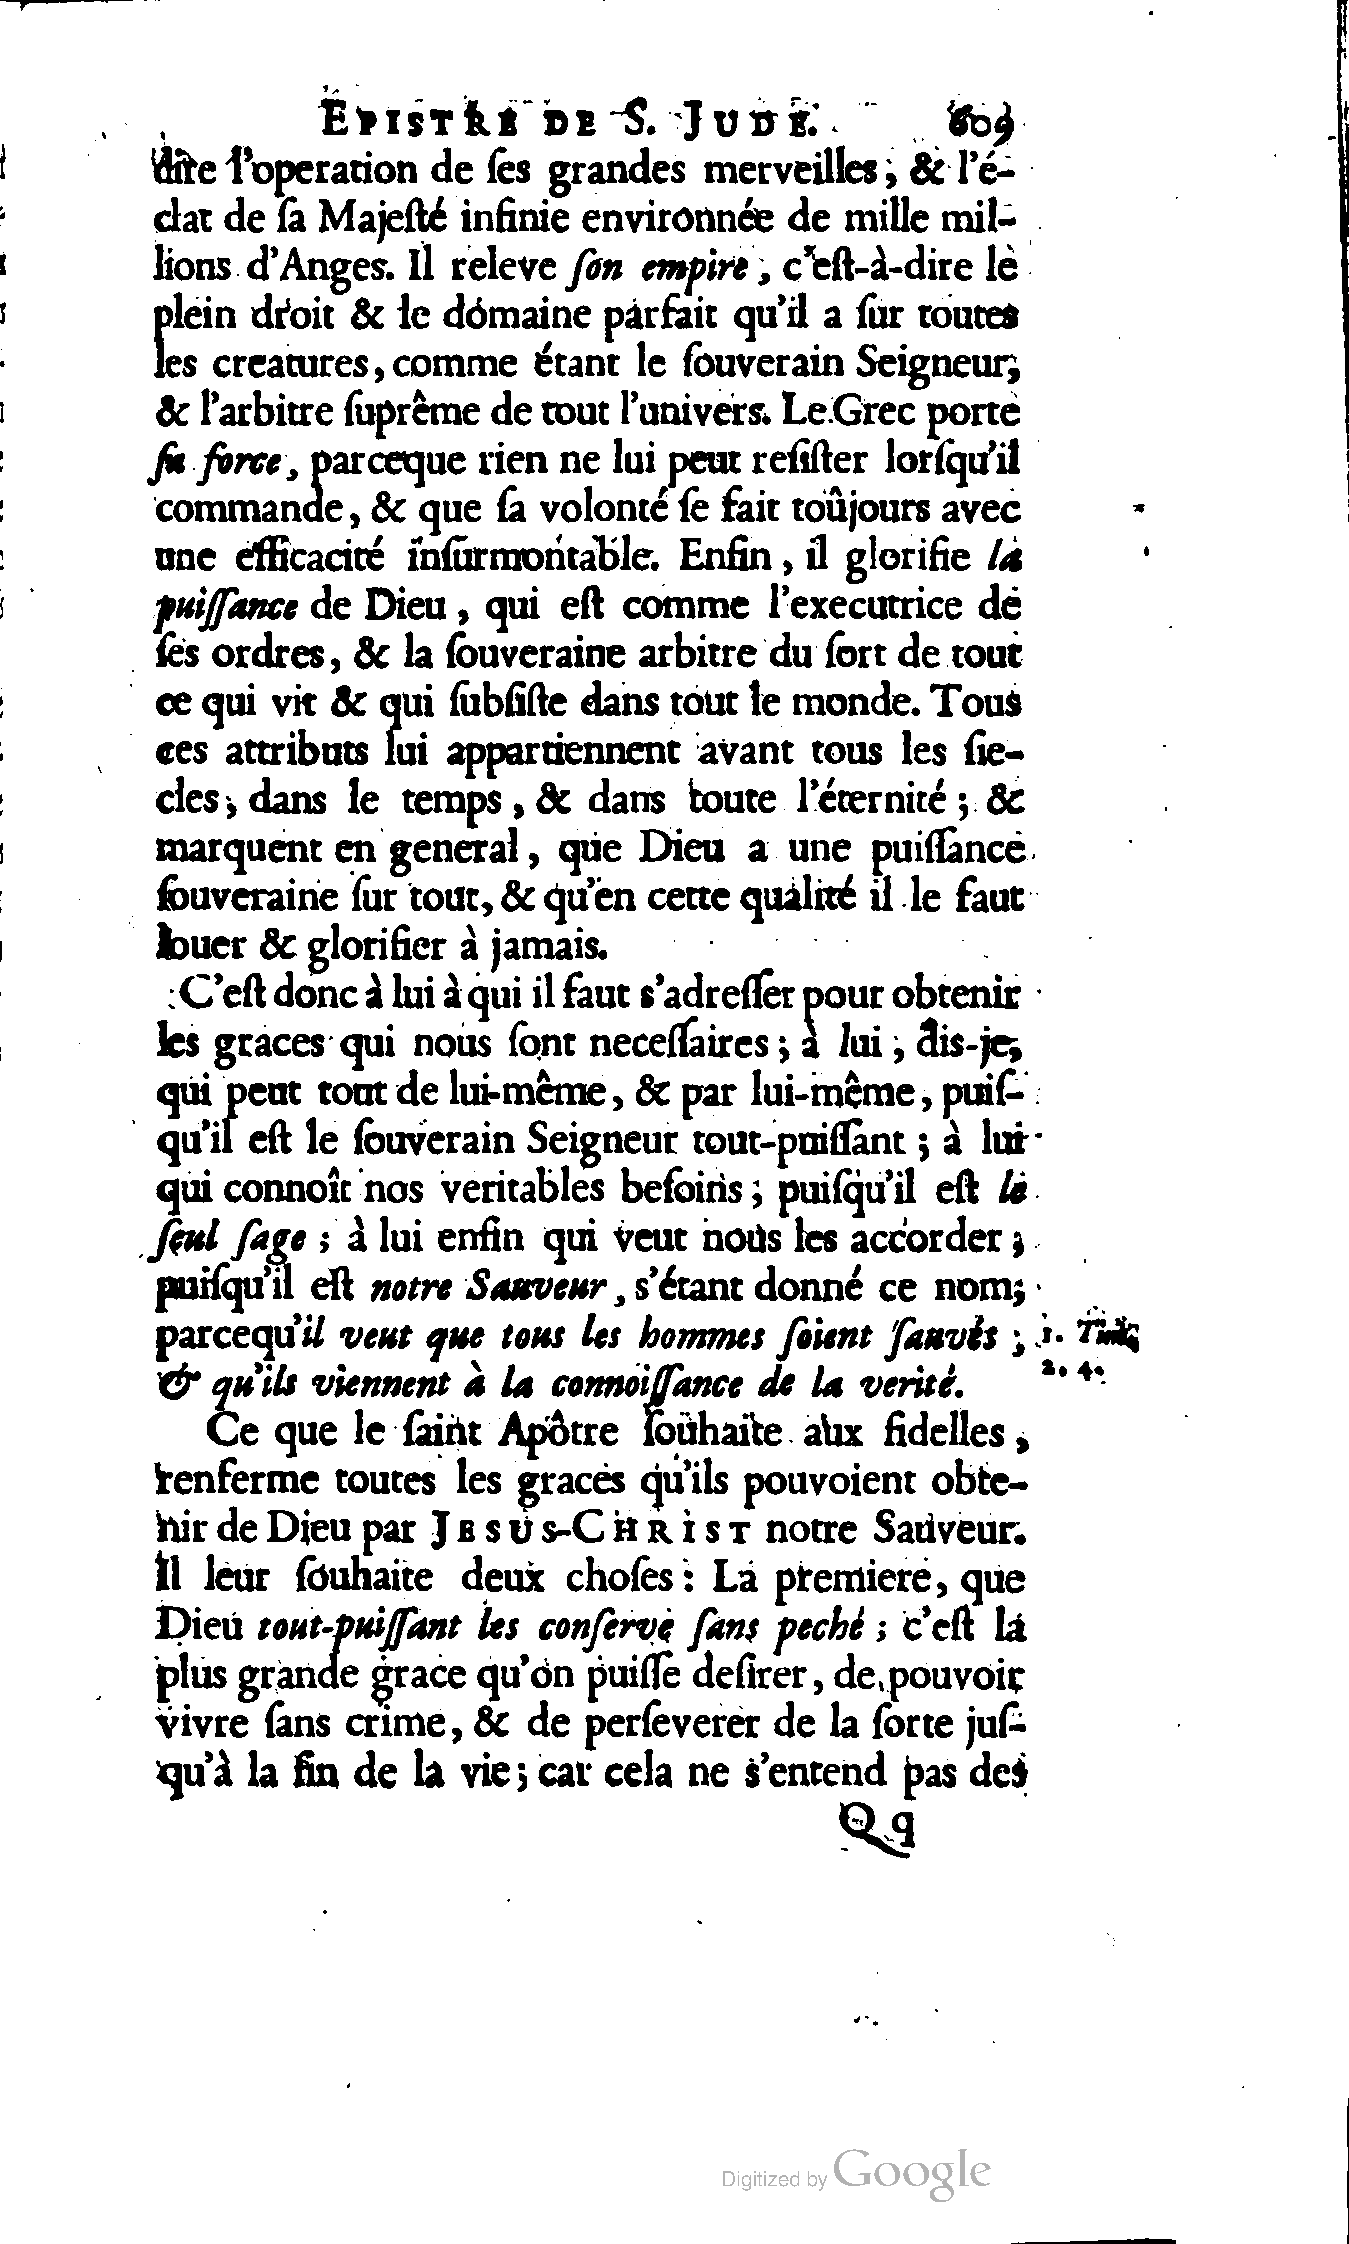 EPISTRE DE S. JUDE. 609
dite l'operation de ſes grandes merveilles ; & l'é-
clat de ſa Majeſté infinie environnée de mille mil-
lions d'Anges. Il releve ſon empire, c'eſt-à-dire le
plein droit & le domaine parfait qu'il a ſur toutes
les creatures, comme étant le ſouverain Seigneur,
& l'arbitre ſuprême de tout l'univers. Le Grec porte
ſa force, parceque rien ne lui peut reſiſter lorſqu'il
commande, & que ſa volonté ſe fait toûjours avec
une efficacité inſurmontable. Enfin, il glorifie la
puiſſance de Dieu, qui eſt comme l'executrice de
ſes ordres, & la ſouveraine arbitre du ſort de tout
ce qui vit & qui ſubſiſte dans tout le monde. Tous
ces attributs lui appartiennent avant tous les ſie-
cles, dans le temps, & dans toute l'éternité ; &
marquent en general, que Dieu a une puiſſance
ſouveraine ſur tout, & qu'en cette qualité il le faut
louer & glorifier à jamais.
C'eſt donc à lui à qui il faut s'adreſſer pour obtenir
les graces qui nous ſont neceſſaires ; à lui, dis-je,
qui peut tout de lui-même, & par lui-même, puiſ-
qu'il eſt le ſouverain Seigneur tout-puiſſant ; à lui
qui connoît nos veritables beſoins ; puiſqu'il eſt le
ſeul ſage ; à lui enfin qui veut nous les accorder ;
puiſqu'il eſt notre Sauveur, s'étant donné ce nom ;
parcequ'il veut que tous les hommes ſoient ſauvés ; 1. Tim.
& qu'ils viennent à la connoiſſance de la verité. 2. 4.
Ce que le ſaint Apôtre ſouhaite aux fidelles,
renferme toutes les graces qu'ils pouvoient obte-
nir de Dieu par JESUS-CHRIST notre Sauveur.
Il leur ſouhaite deux choſes : La premiere, que
Dieu tout-puiſſant les conſerve ſans peché ; c'eſt la
plus grande grace qu'on puiſſe deſirer, de pouvoir
vivre ſans crime, & de perſeverer de la ſorte juſ-
qu'à la fin de la vie ; car cela ne s'entend pas des
Qq
Digitized by Google